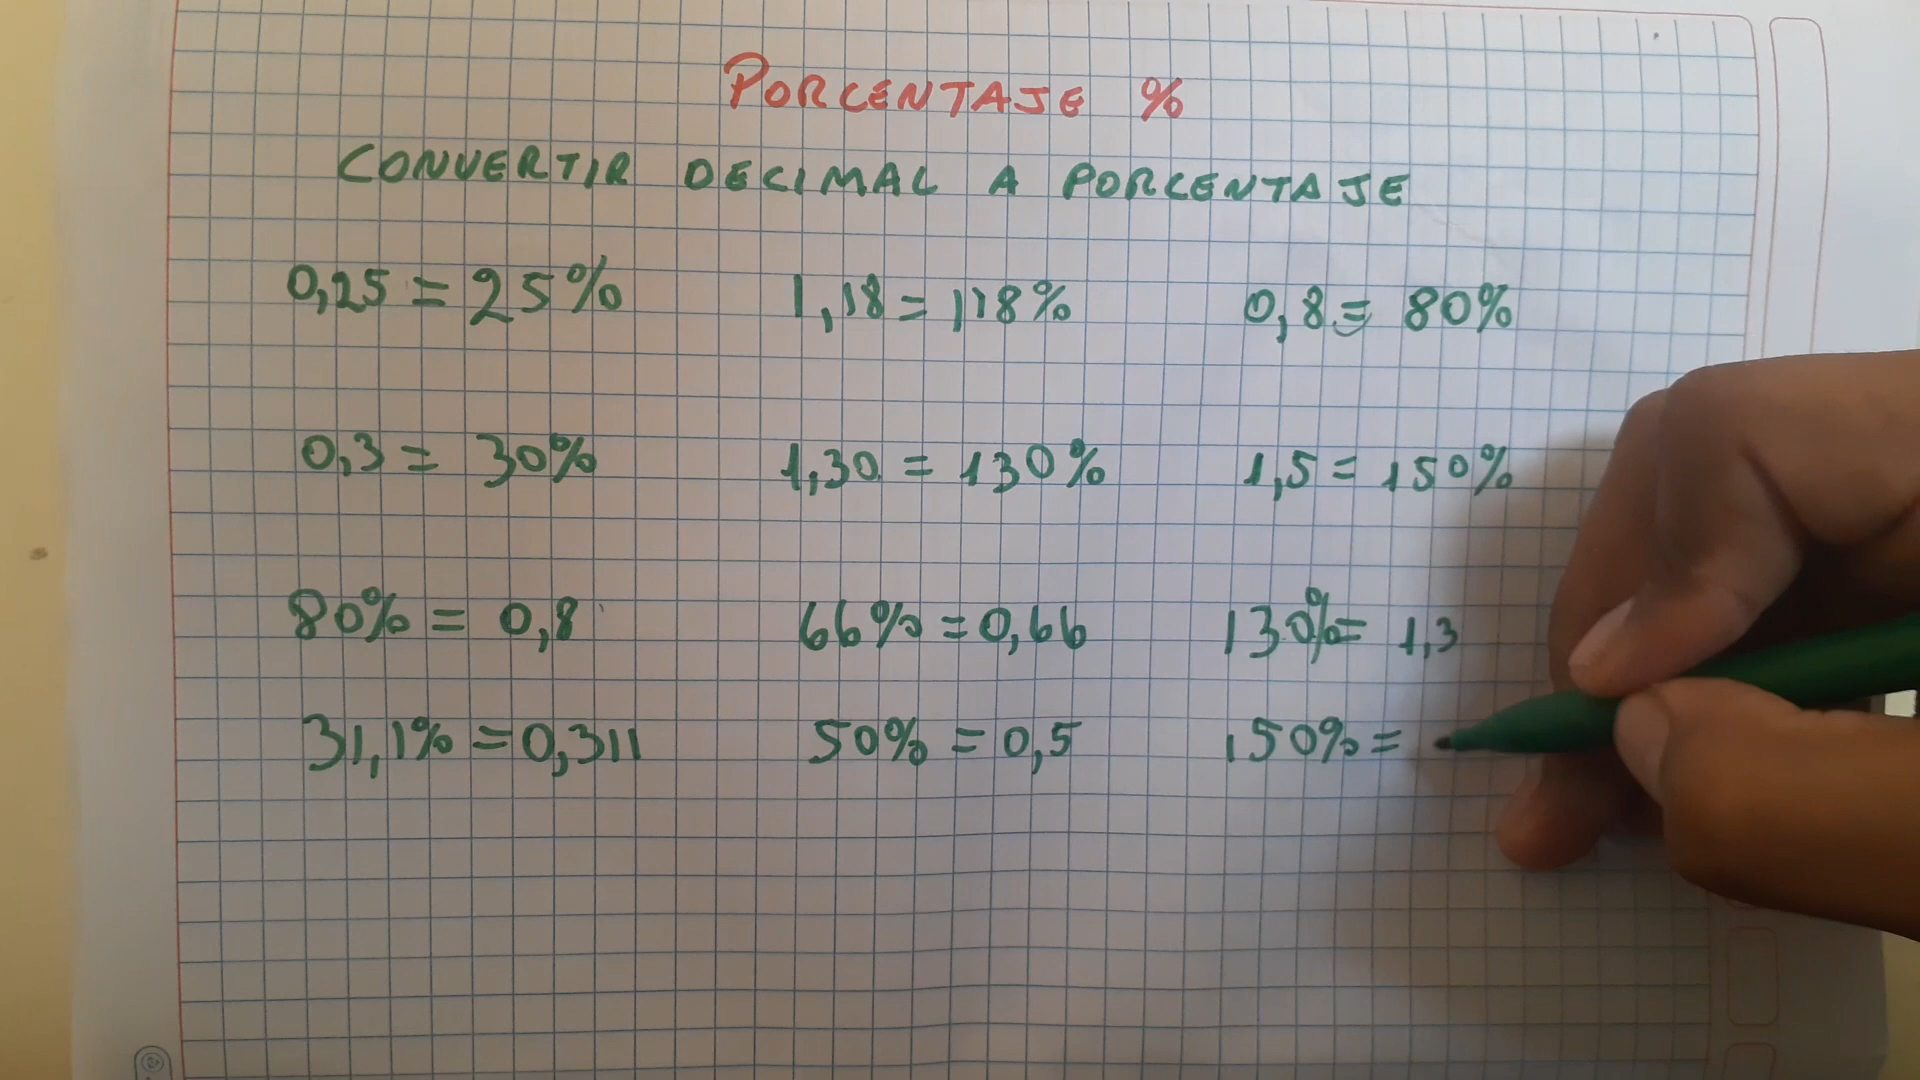 PORCENTAJE %
CONVERTIR DECIMAL A PORCENTAJE
0,25 = 25% 1,18 = 118% 0,8 = 80%
0,3 = 30% 1,30 = 130% 1,5 = 150%
80% = 0,8 66% = 0,66 130% = 1,3
31,1% = 0,311 50% = 0,5 150% =